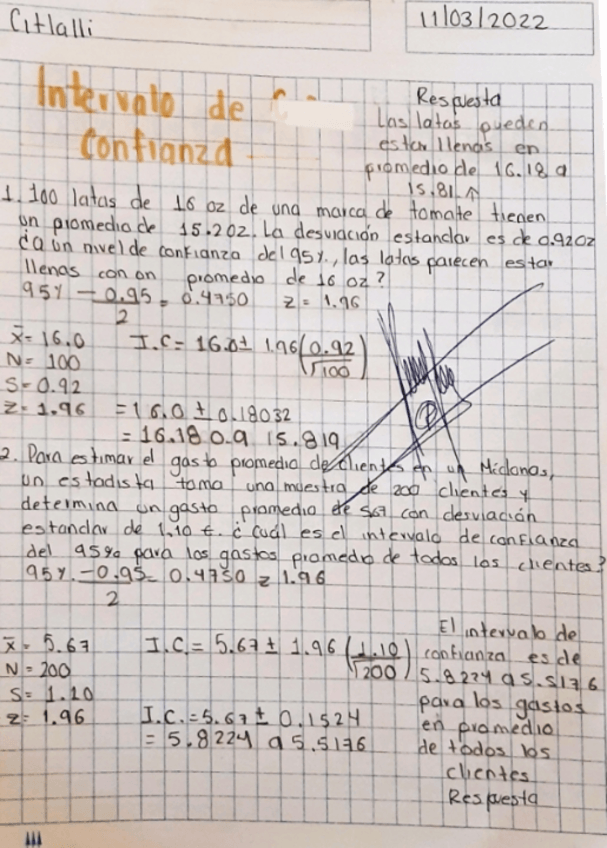 Citlalli
11/03/2022
Intervalo de
Confianza
Respuesta
Las latas pueden
estar llenas en
promedio de 16.18 a
15.81
1. 100 latas de 16 oz de una marca de tomate tienen
un promedio de 15.2 oz. La desviación estandar es de 0.92 oz
¿a un nivel de confianza del 95%, las latas parecen estar
llenas con un promedio de 16 oz?
95% - 0.95 = 0.4750 z = 1.96
2
x̄ = 16.0 I.C = 16.0 ± 1.96 (0.92
√100)
N = 100
S = 0.92
z = 1.96 = 16.0 ± 0.18032
= 16.180.9 15.819
2. Para estimar el gasto promedio de clientes en un Mcdonas,
un estadista tomo una muestra de 200 clientes y
determina un gasto promedio de 567 con desviación
estandar de 1.10 €. ¿Cuál es el intervalo de confianza
del 95% para los gastos promedio de todos los clientes?
95% - 0.95 = 0.4750 z 1.96
2
x̄ = 5.67 I.C. = 5.67 ± 1.96 (1.10
√200)
N = 200
S = 1.10
z = 1.96 I.C. = 5.67 ± 0.1524
= 5.8224 a 5.5176
El intervalo de
confianza es de
5.8224 a 5.5176
para los gastos
en promedio
de todos los
clientes
Respuesta